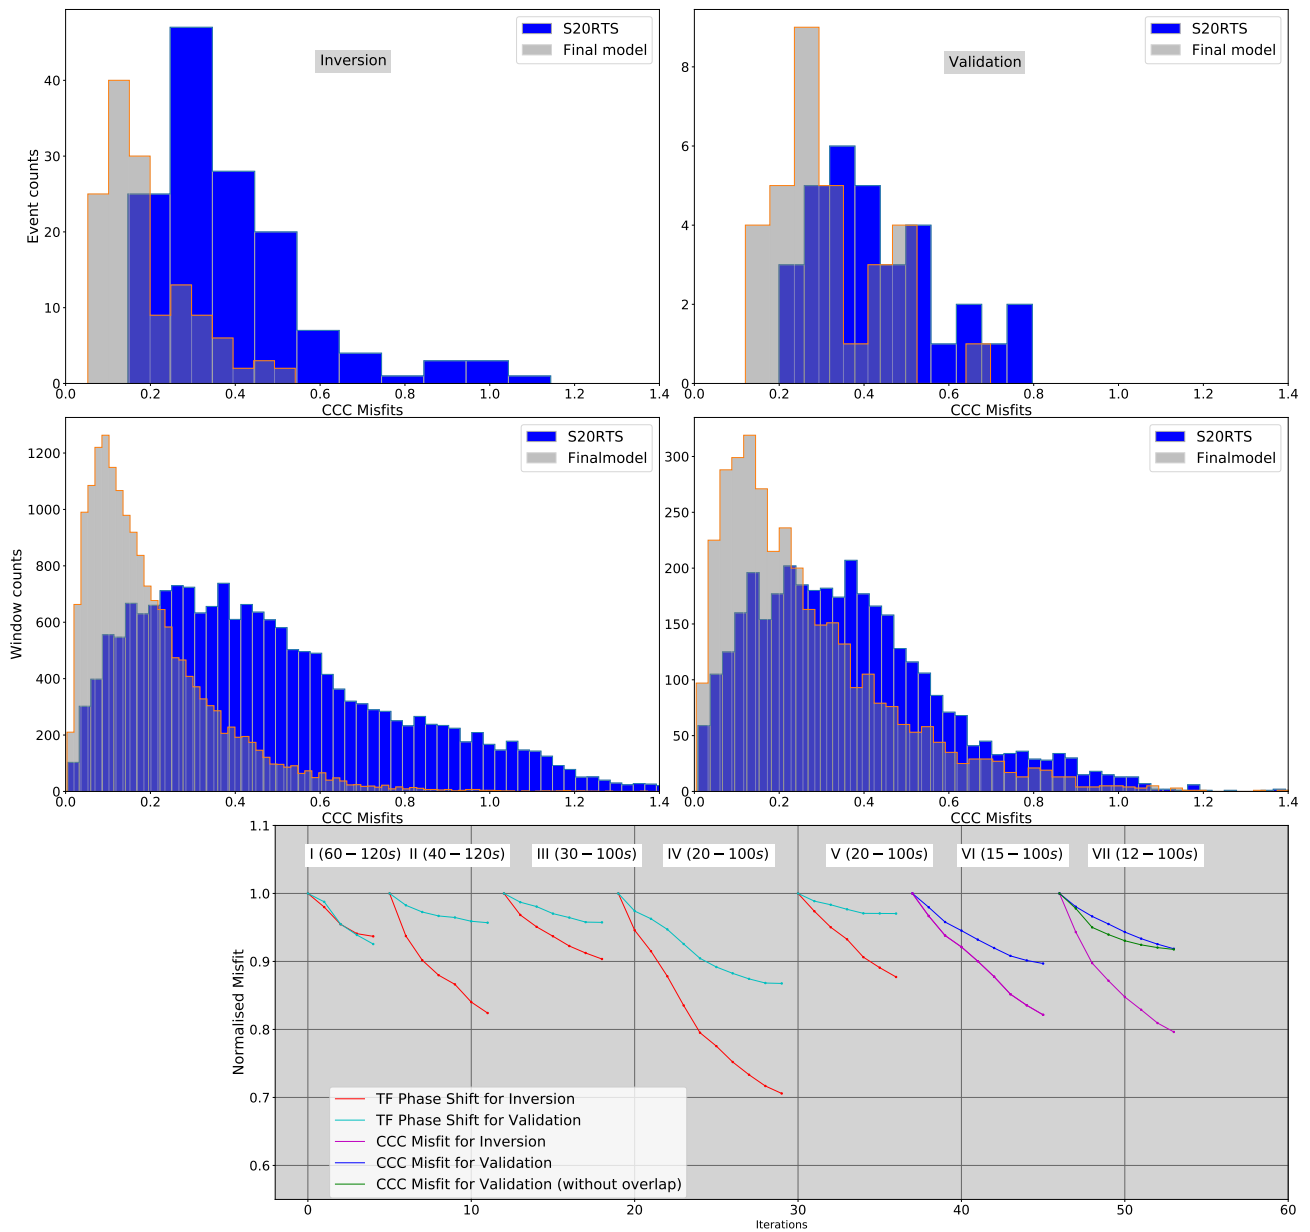 S20RTS
Final model
Inversion
Event counts
40
30
20
10
0
0.0 0.2 0.4 0.6 0.8 1.0 1.2 1.4
CCC Misfits
S20RTS
Final model
Validation
8
6
4
2
0
0.0 0.2 0.4 0.6 0.8 1.0 1.2 1.4
CCC Misfits
S20RTS
Finalmodel
Window counts
1200
1000
800
600
400
200
0
0.0 0.2 0.4 0.6 0.8 1.0 1.2 1.4
CCC Misfits
S20RTS
Finalmodel
300
250
200
150
100
50
0
0.0 0.2 0.4 0.6 0.8 1.0 1.2 1.4
CCC Misfits
I (60−120s) II (40−120s) III (30−100s) IV (20−100s) V (20−100s) VI (15−100s) VII (12−100s)
Normalised Misfit
1.1
1.0
0.9
0.8
0.7
0.6
TF Phase Shift for Inversion
TF Phase Shift for Validation
CCC Misfit for Inversion
CCC Misfit for Validation
CCC Misfit for Validation (without overlap)
0 10 20 30 40 50 60
Iterations